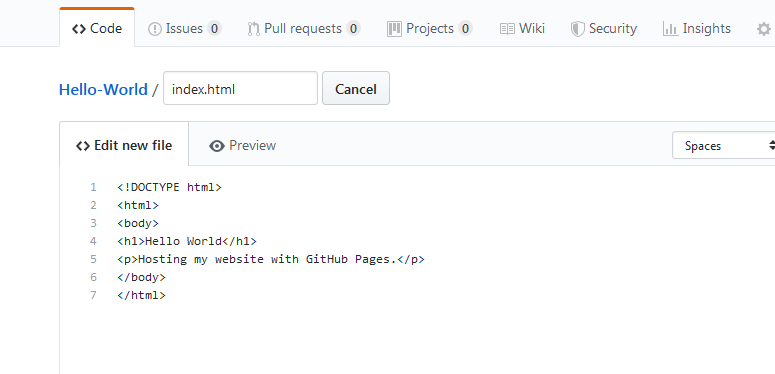 Code Issues 0 Pull requests 0 Projects 0 Wiki Security Insights
Hello-World / index.html Cancel
Edit new file Preview Spaces
1 <!DOCTYPE html>
2 <html>
3 <body>
4 <h1>Hello World</h1>
5 <p>Hosting my website with GitHub Pages.</p>
6 </body>
7 </html>